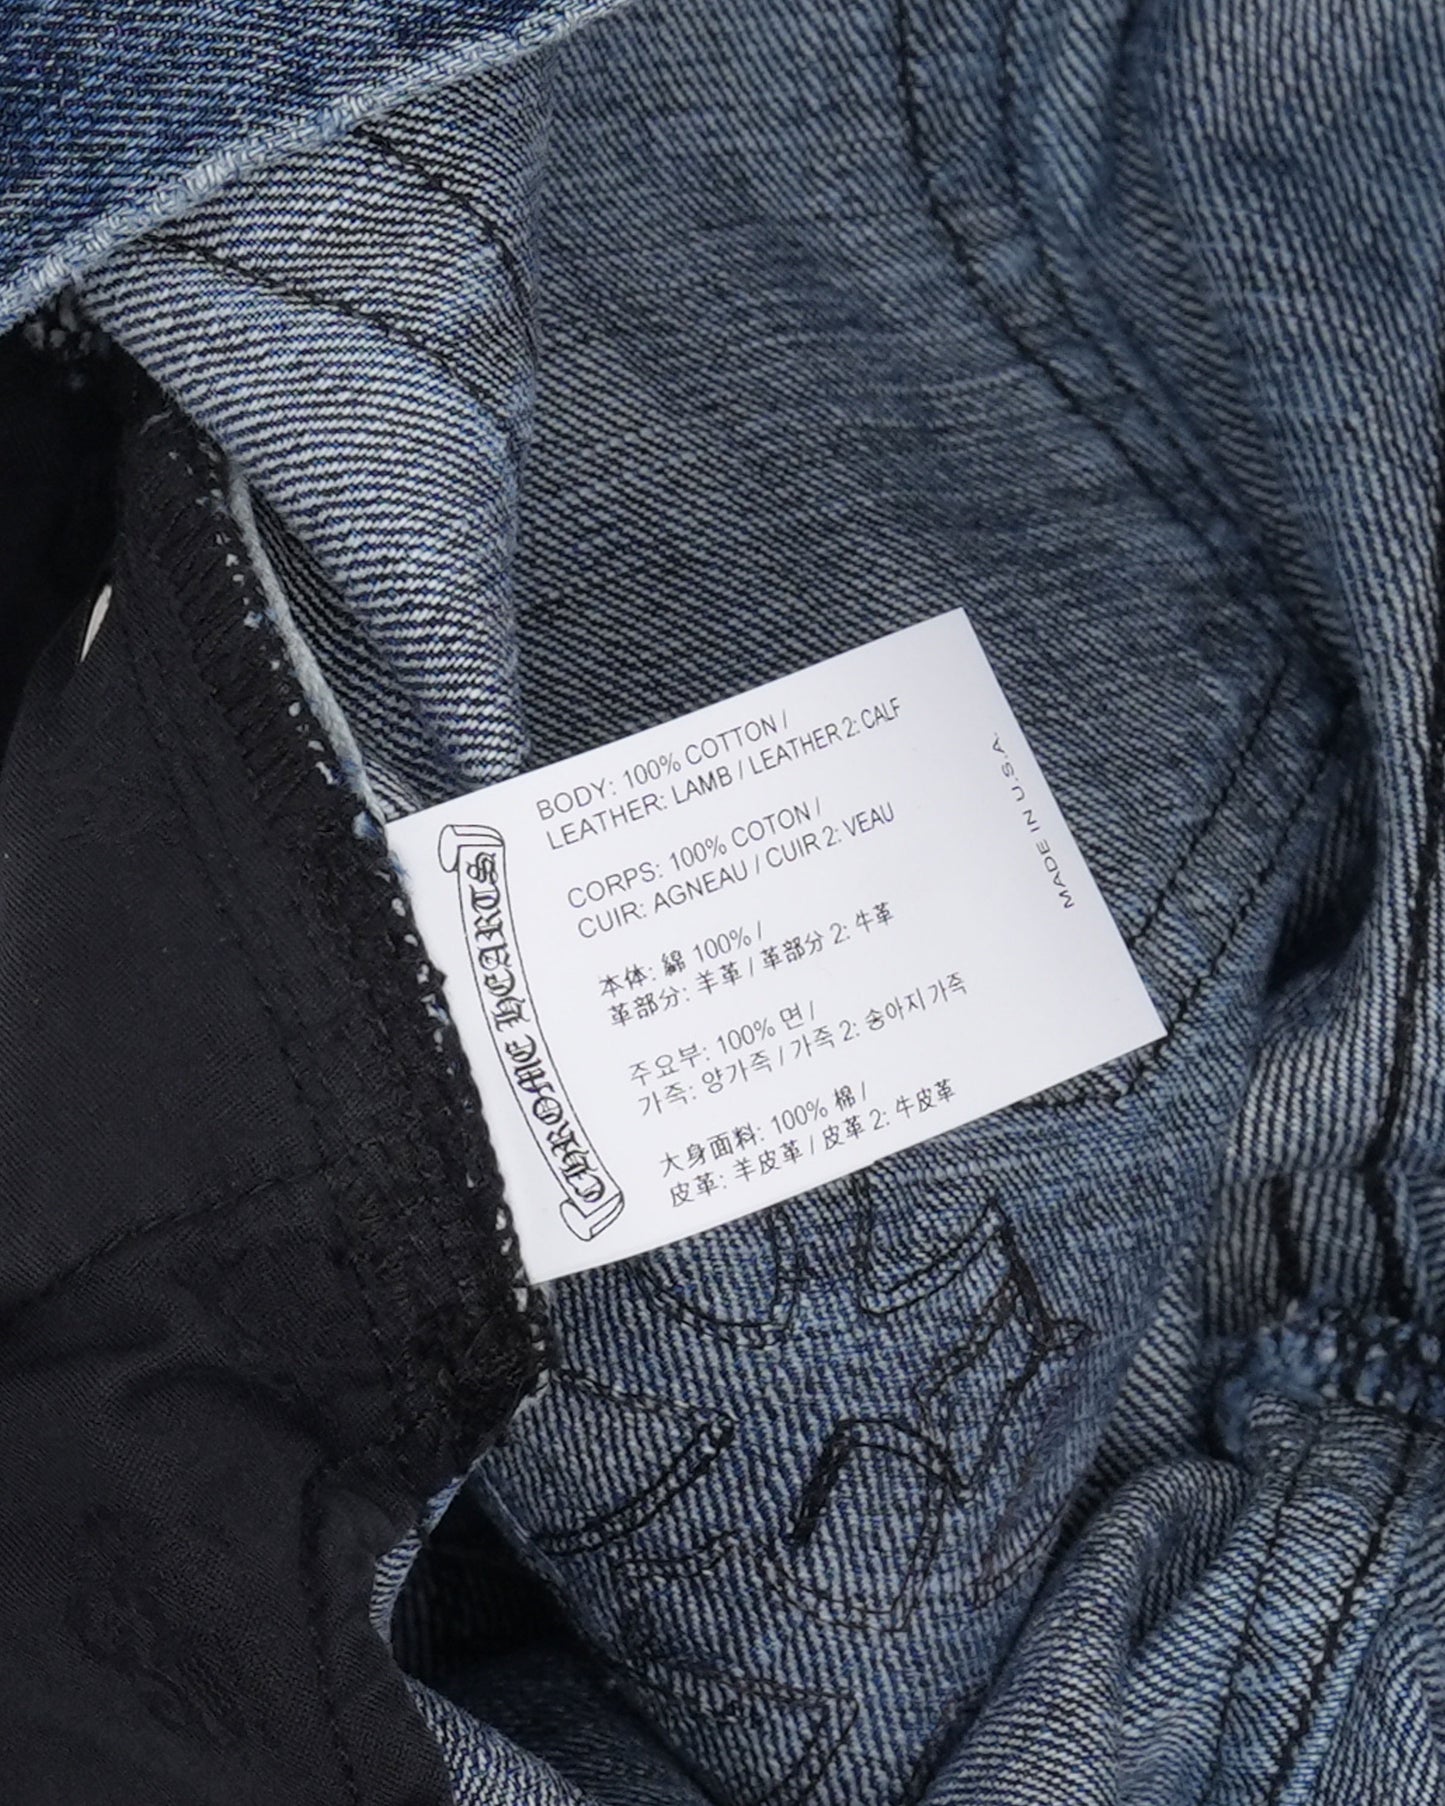 CHROME HEARTS
BODY: 100% COTTON /
LEATHER: LAMB / LEATHER 2: CALF
CORPS: 100% COTON /
CUIR: AGNEAU / CUIR 2: VEAU
本体: 綿 100% /
革部分: 羊革 / 革部分 2: 牛革
주요부: 100% 면 /
가죽: 양가죽 / 가죽 2: 송아지가죽
大身面料: 100% 棉 /
皮革: 羊皮革 / 皮革 2: 牛皮革
MADE IN U.S.A.